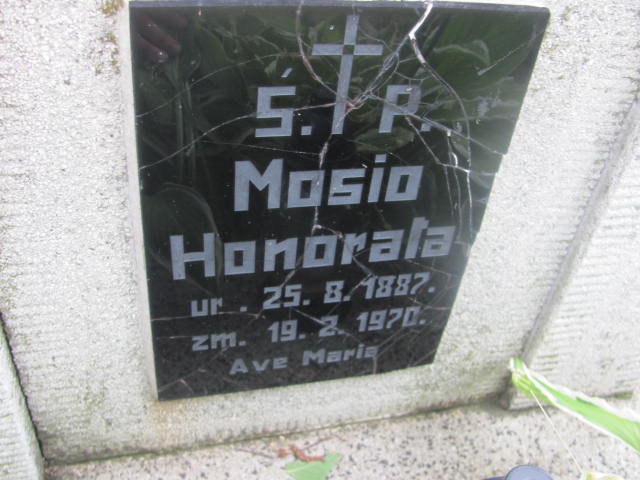 Ś. P.
Mosio
Honorata
ur. 25. 8. 1887.
zm. 19. 2. 1970.
Ave Maria